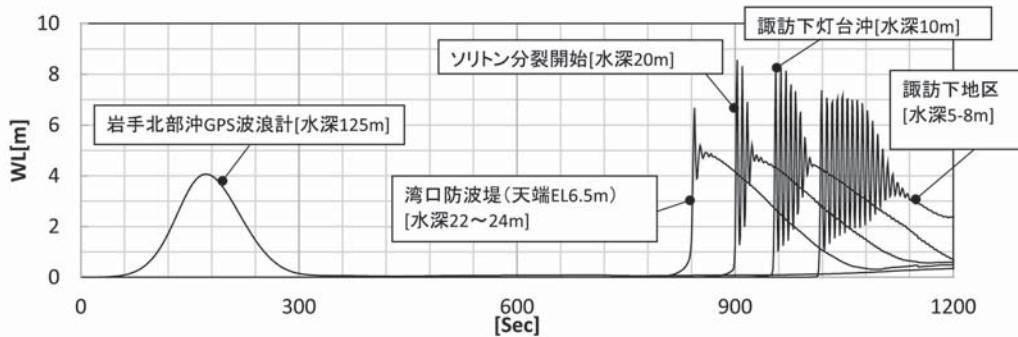 WL[m]
10
8
6
4
2
0
岩手北部沖GPS波浪計[水深125m]
ソリトン分裂開始[水深20m]
諏訪下灯台沖[水深10m]
諏訪下地区
[水深5-8m]
湾口防波堤（天端EL6.5m）
[水深22～24m]
0
300
600
900
1200
[Sec]